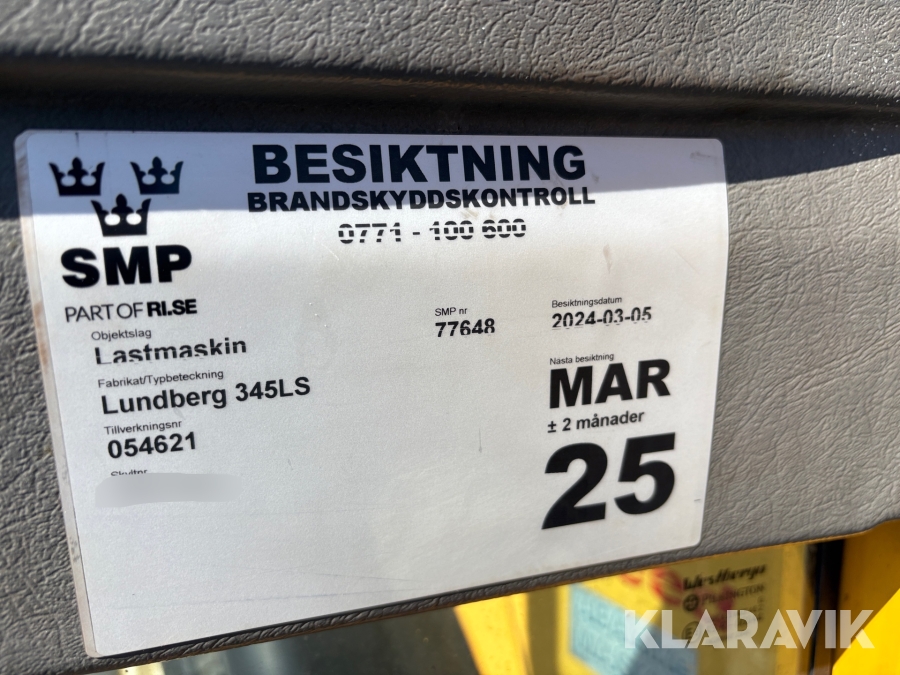 BESIKTNING
BRANDSKYDDSKONTROLL
0771 - 100 600
SMP
PART OF RI.SE
Objektslag
Lastmaskin
SMP nr
77648
Besiktningsdatum
2024-03-05
Fabrikat/Typbeteckning
Lundberg 345LS
Nästa besiktning
MAR
± 2 månader
25
Tillverkningsnr
054621
Skyltnr
KLARAVIK